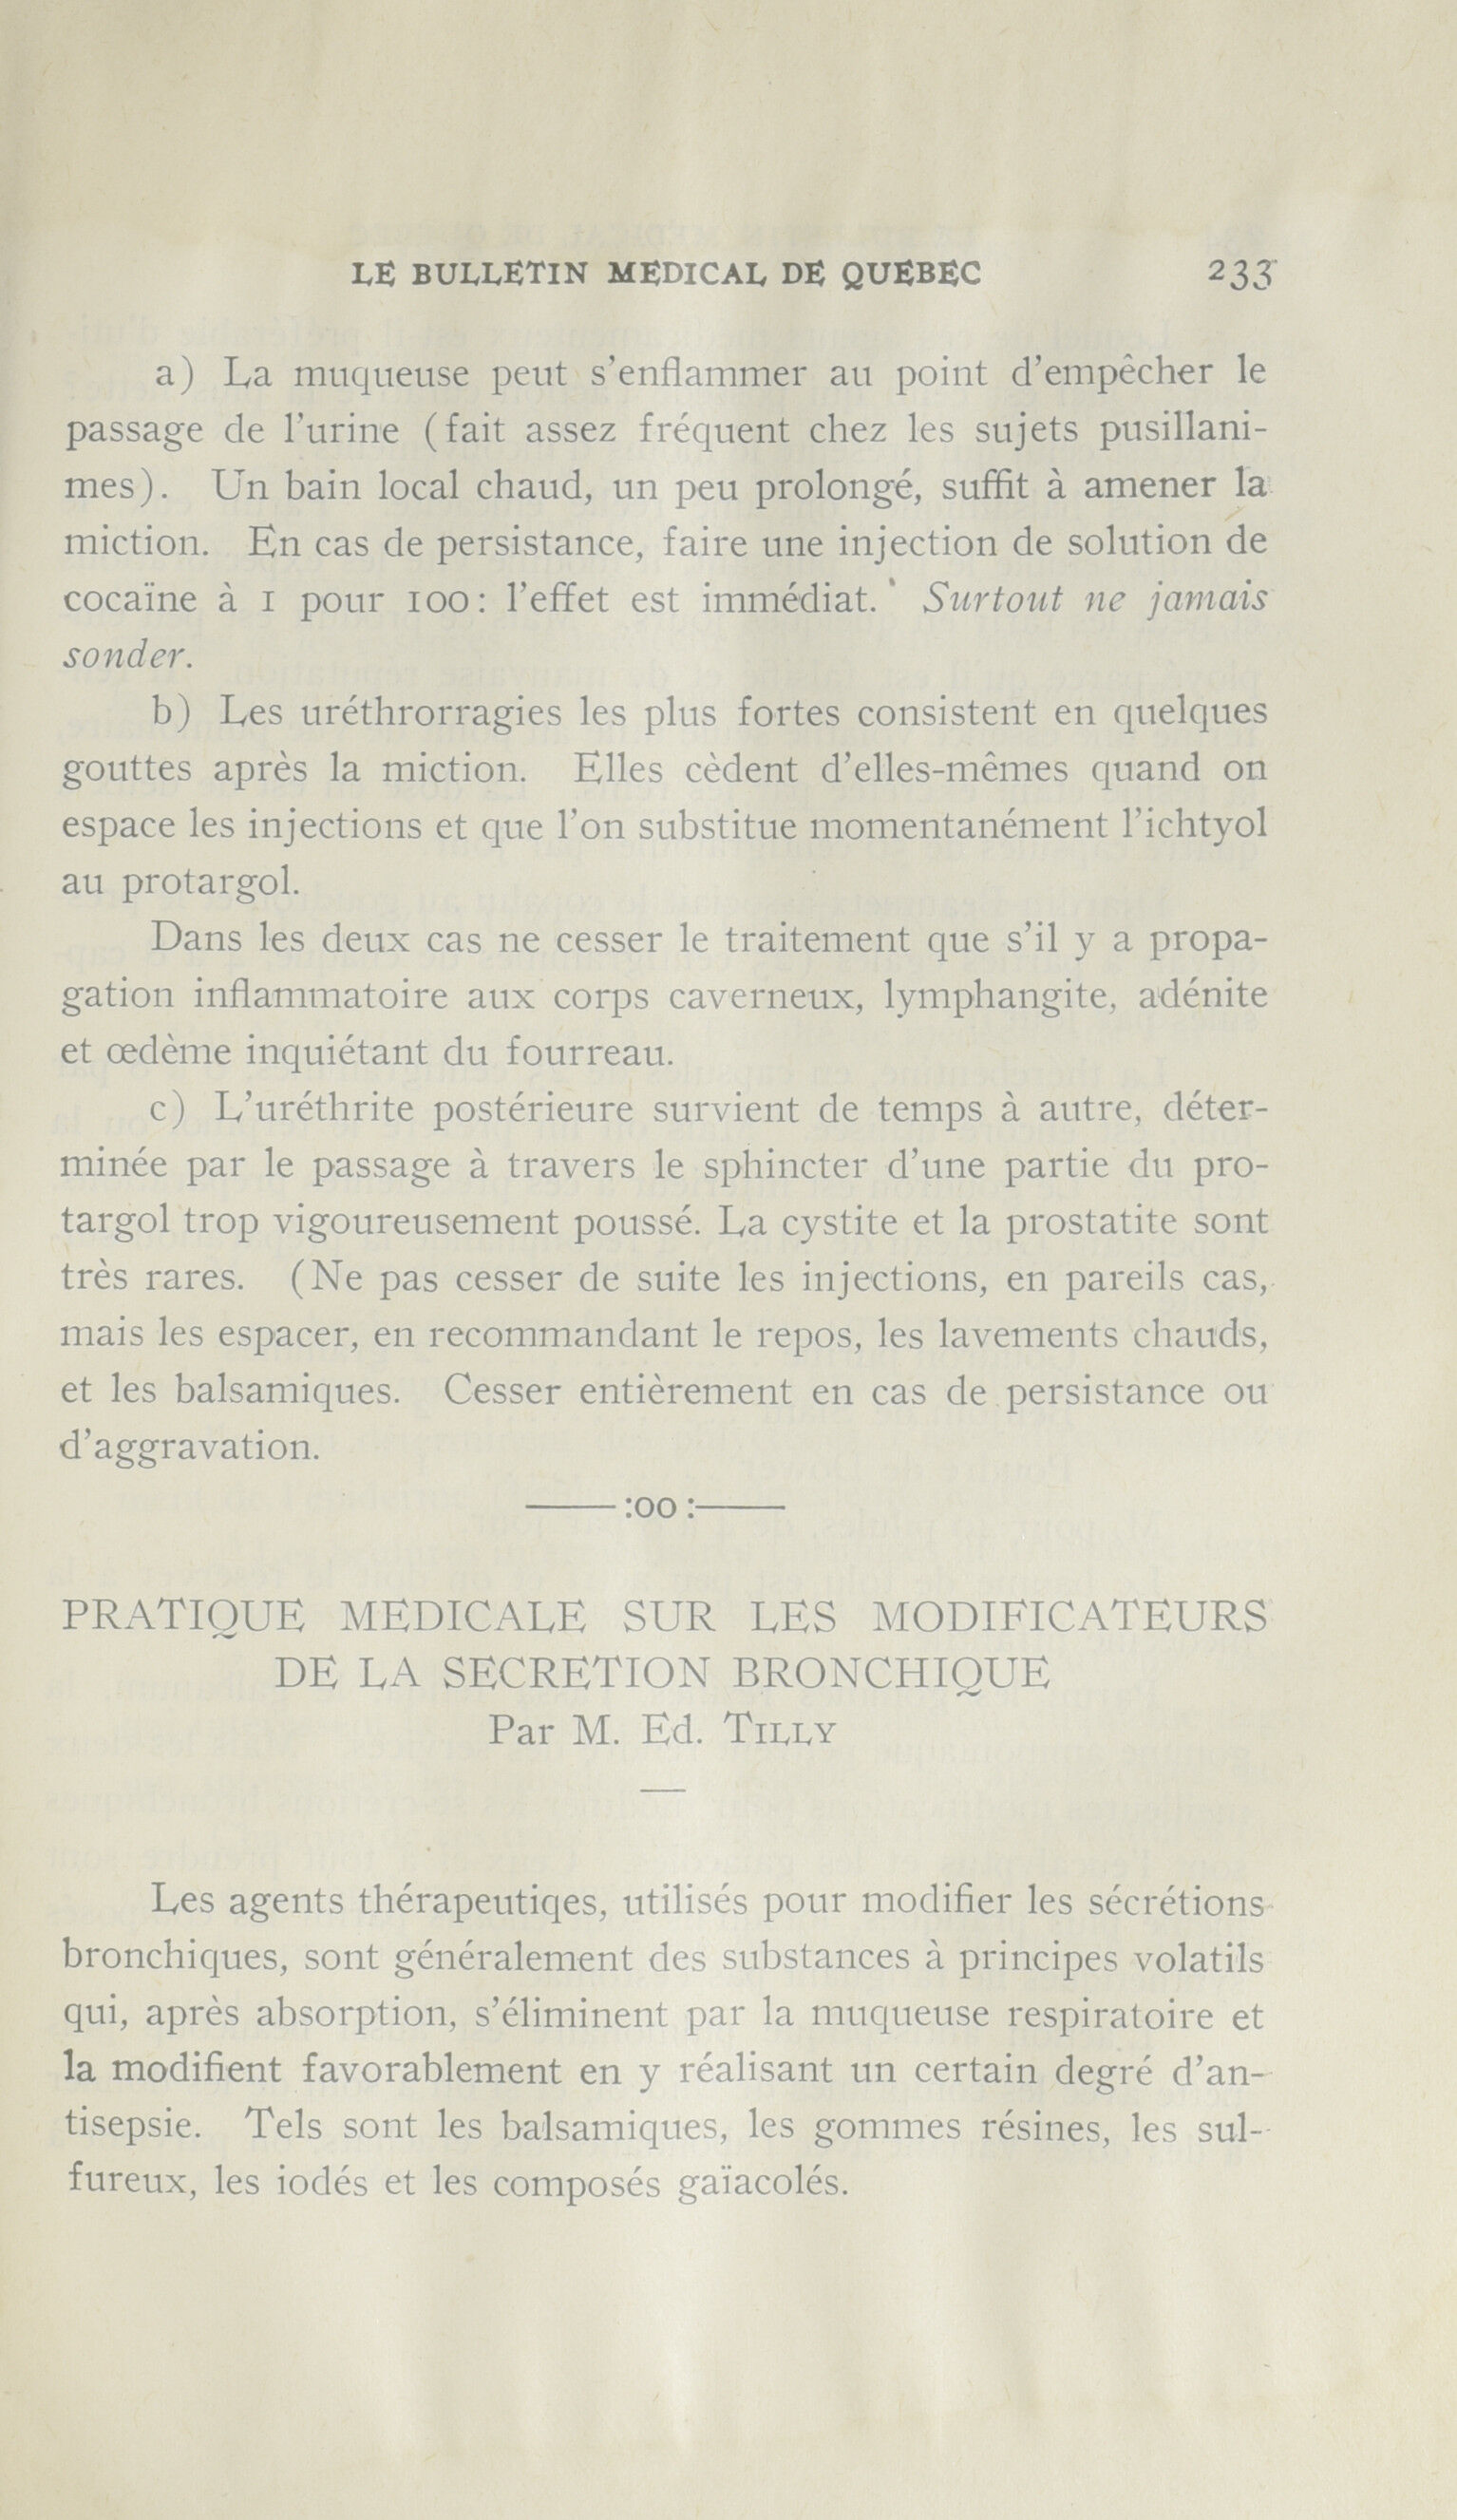 LE BULLETIN MEDICAL DE QUEBEC 233
a) La muqueuse peut s'enflammer au point d'empêcher le
passage de l'urine (fait assez fréquent chez les sujets pusillani-
mes). Un bain local chaud, un peu prolongé, suffit à amener la
miction. En cas de persistance, faire une injection de solution de
cocaïne à 1 pour 100: l'effet est immédiat. Surtout ne jamais
sonder.
b) Les uréthrorragies les plus fortes consistent en quelques
gouttes après la miction. Elles cèdent d'elles-mêmes quand on
espace les injections et que l'on substitue momentanément l'ichtyol
au protargol.
Dans les deux cas ne cesser le traitement que s'il y a propa-
gation inflammatoire aux corps caverneux, lymphangite, adénite
et œdème inquiétant du fourreau.
c) L'uréthrite postérieure survient de temps à autre, déter-
minée par le passage à travers le sphincter d'une partie du pro-
targol trop vigoureusement poussé. La cystite et la prostatite sont
très rares. (Ne pas cesser de suite les injections, en pareils cas,
mais les espacer, en recommandant le repos, les lavements chauds,
et les balsamiques. Cesser entièrement en cas de persistance ou
d'aggravation.
——:oo:——
PRATIQUE MEDICALE SUR LES MODIFICATEURS
DE LA SECRETION BRONCHIQUE
Par M. Ed. TILLY
Les agents thérapeutiqes, utilisés pour modifier les sécrétions
bronchiques, sont généralement des substances à principes volatils
qui, après absorption, s'éliminent par la muqueuse respiratoire et
la modifient favorablement en y réalisant un certain degré d'an-
tisepsie. Tels sont les balsamiques, les gommes résines, les sul-
fureux, les iodés et les composés gaïacolés.